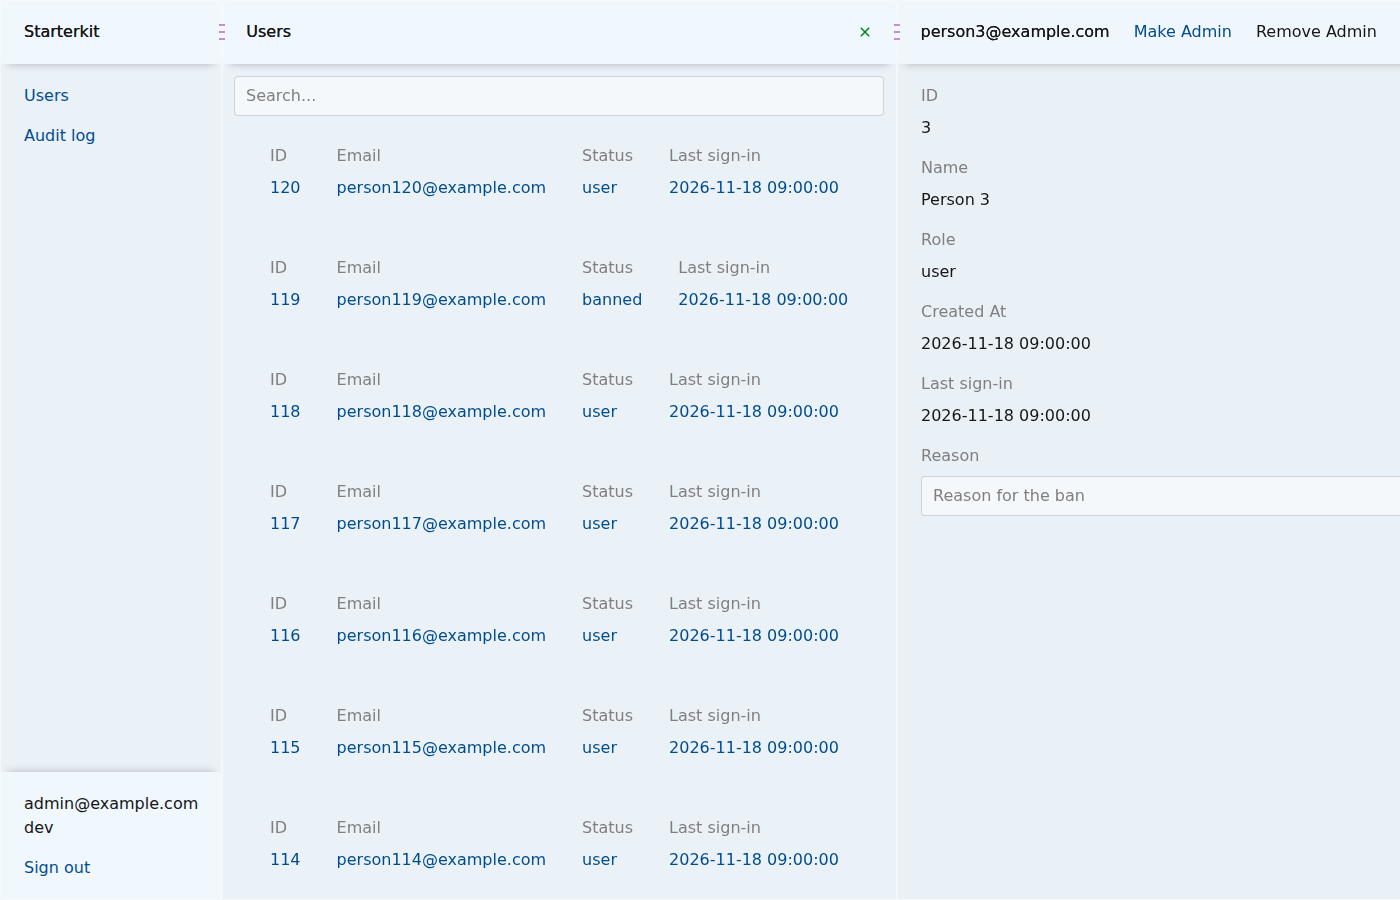 Starterkit
Users
Audit log
admin@example.com
dev
Sign out
Users ×
Search...
ID Email Status Last sign-in
120 person120@example.com user 2026-11-18 09:00:00
ID Email Status Last sign-in
119 person119@example.com banned 2026-11-18 09:00:00
ID Email Status Last sign-in
118 person118@example.com user 2026-11-18 09:00:00
ID Email Status Last sign-in
117 person117@example.com user 2026-11-18 09:00:00
ID Email Status Last sign-in
116 person116@example.com user 2026-11-18 09:00:00
ID Email Status Last sign-in
115 person115@example.com user 2026-11-18 09:00:00
ID Email Status Last sign-in
114 person114@example.com user 2026-11-18 09:00:00
person3@example.com Make Admin Remove Admin
ID
3
Name
Person 3
Role
user
Created At
2026-11-18 09:00:00
Last sign-in
2026-11-18 09:00:00
Reason
Reason for the ban